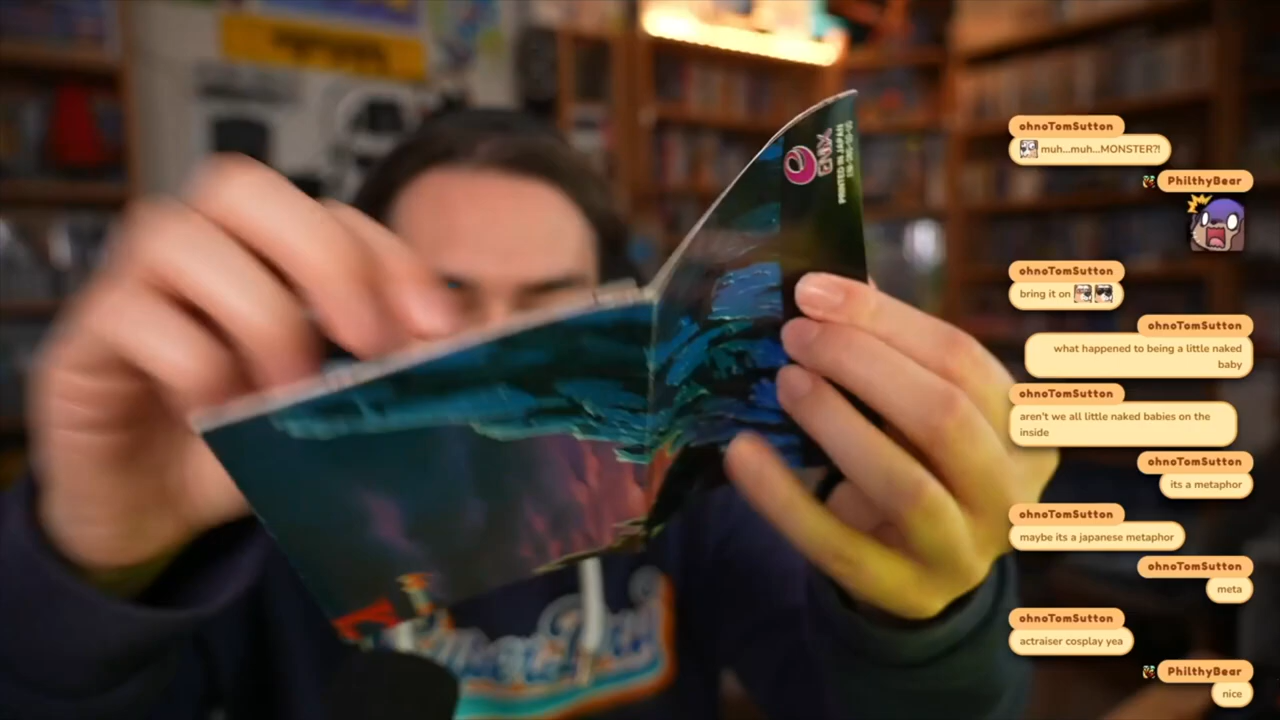 PRINTED IN JAPAN
ohnoTomSutton
muh...muh...MONSTER?!
PhilthyBear
ohnoTomSutton
bring it on
ohnoTomSutton
what happened to being a little naked
baby
ohnoTomSutton
aren't we all little naked babies on the
inside
ohnoTomSutton
its a metaphor
ohnoTomSutton
maybe its a japanese metaphor
ohnoTomSutton
meta
ohnoTomSutton
actraiser cosplay yea
PhilthyBear
nice